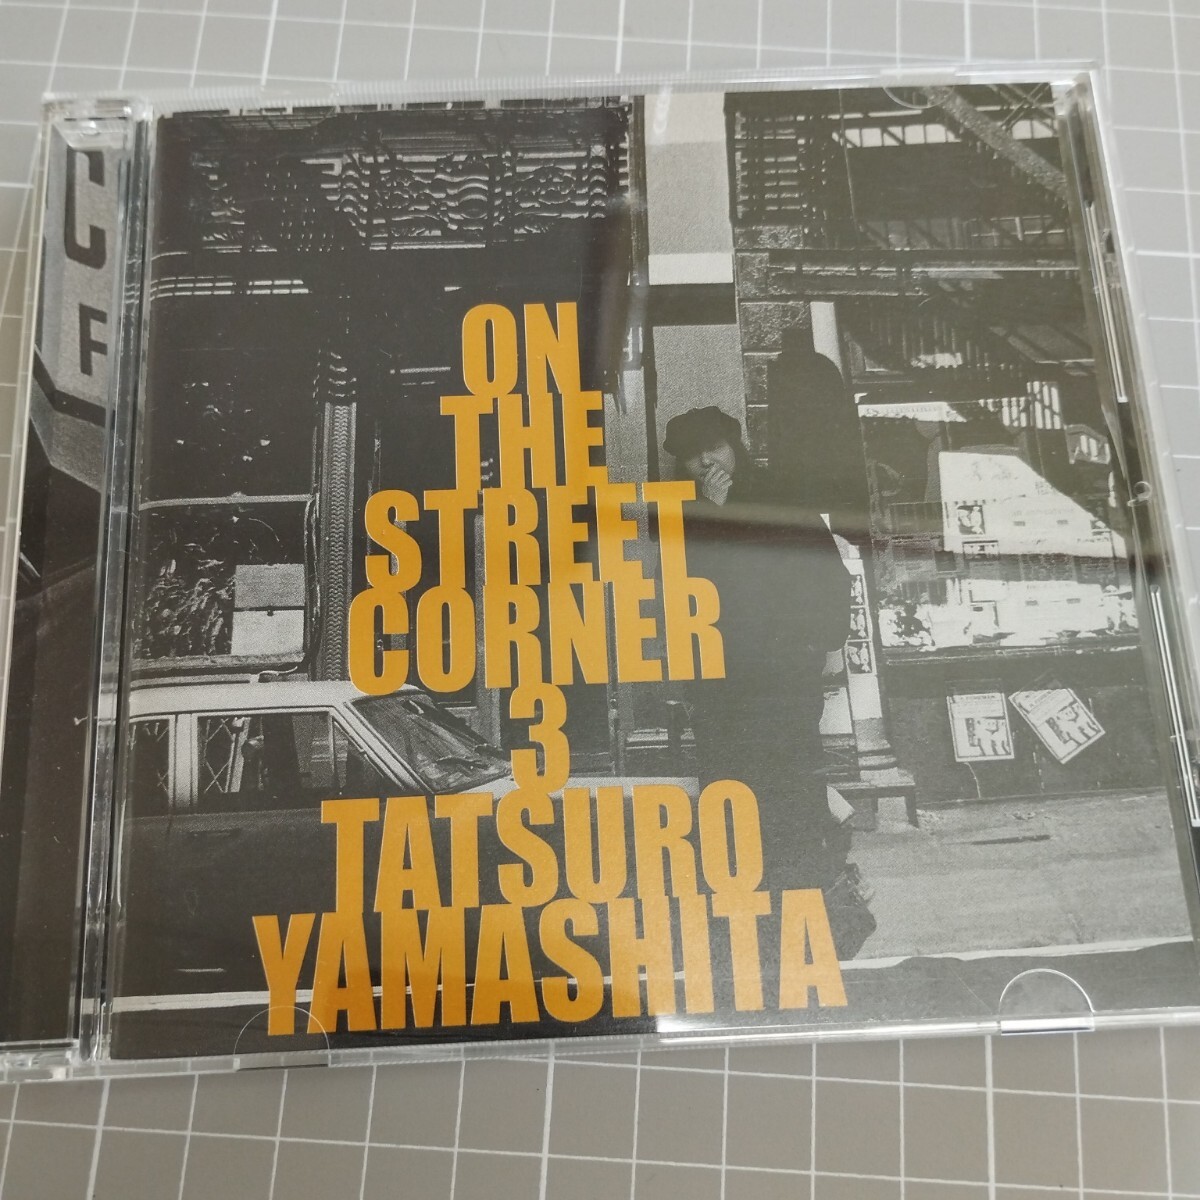 ON
THE
STREET
CORNER
3
TATSURO
YAMASHITA